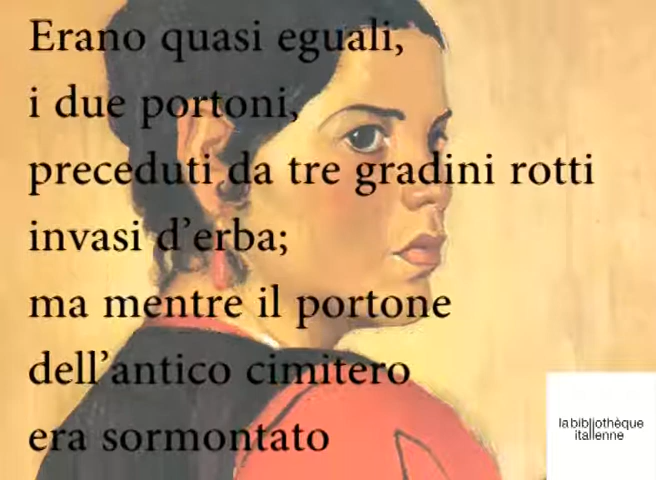 Erano quasi eguali,
i due portoni,
preceduti da tre gradini rotti
invasi d’erba;
ma mentre il portone
dell’antico cimitero
era sormontato
la bibliothèque
italienne